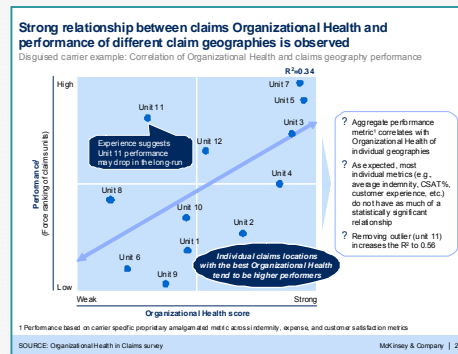 Strong relationship between claims Organizational Health and
performance of different claim geographies is observed
Disguised carrier example: Correlation of Organizational Health and claims geography performance
R²=0.34
High
Unit 7
Unit 5
Unit 11
Unit 3
Experience suggests
Unit 11 performance
may drop in the long-run
Unit 12
Unit 4
Performance¹
(Force ranking of claims units)
Unit 8
Unit 10
Unit 2
Unit 1
Unit 6
Unit 9
Individual claims locations
with the best Organizational Health
tend to be higher performers
Low
Weak
Strong
Organizational Health score
? Aggregate performance
metric¹ correlates with
Organizational Health of
individual geographies
? As expected, most
individual metrics (e.g.,
average indemnity, CSAT%,
customer experience, etc.)
do not have as much of a
statistically significant
relationship
? Removing outlier (unit 11)
increases the R² to 0.56
1 Performance based on carrier specific proprietary amalgamated metric across indemnity, expense, and customer satisfaction metrics
SOURCE: Organizational Health in Claims survey
McKinsey & Company | 2